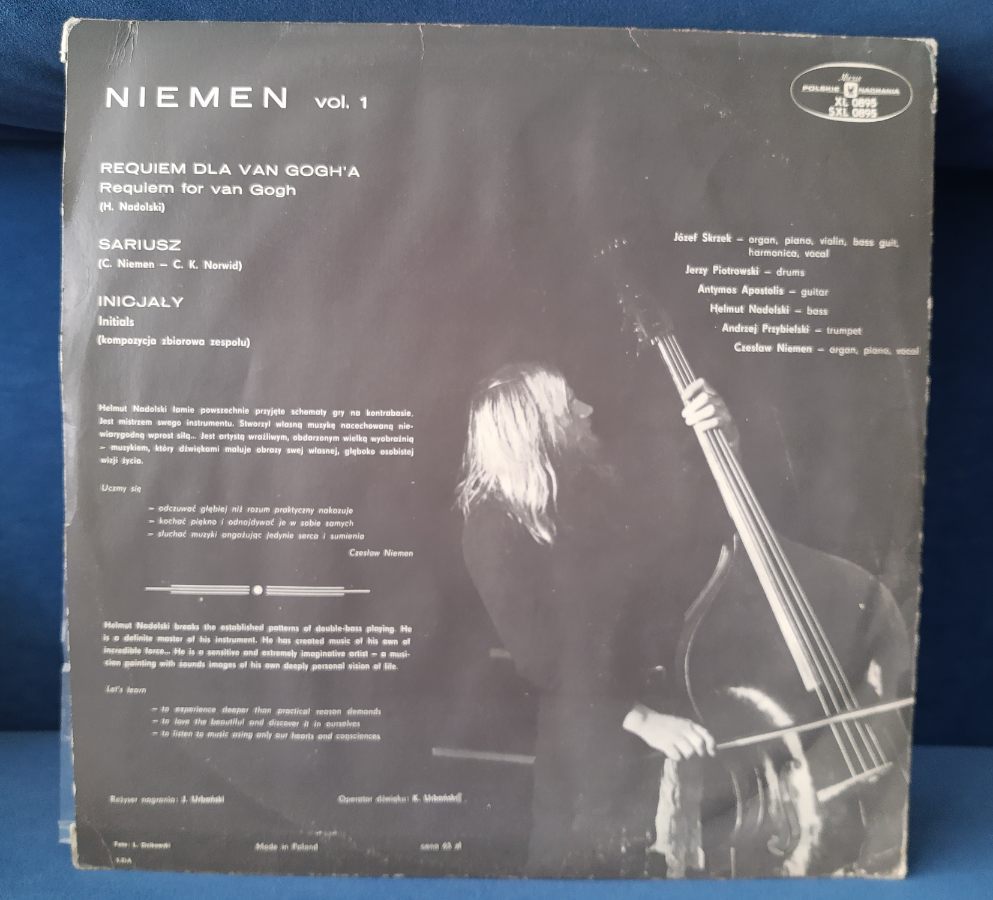 NIEMEN vol. 1
Muza
POLSKIE NAGRANIA
XL 0895
SXL 0895
REQUIEM DLA VAN GOGH'A
Requiem for van Gogh
(H. Nadolski)
SARIUSZ
(C. Niemen – C. K. Norwid)
INICJAŁY
Initials
(kompozycja zbiorowa zespołu)
Józef Skrzek – organ, piano, violin, bass guit,
harmonica, vocal
Jerzy Piotrowski – drums
Antymos Apostolis – guitar
Helmut Nadolski – bass
Andrzej Przybielski – trumpet
Czesław Niemen – organ, piano, vocal
Helmut Nadolski łamie powszechnie przyjęte schematy gry na kontrabasie.
Jest mistrzem swego instrumentu. Stworzył własną muzykę nacechowaną nie-
wiarygodną wprost siłą... Jest artystą wrażliwym, obdarzonym wielką wyobraźnią
– muzykiem, który dźwiękami maluje obrazy swej własnej, głęboko osobistej
wizji życia.
Uczmy się
– odczuwać głębiej niż rozum praktyczny nakazuje
– kochać piękno i odnajdywać je w sobie samych
– słuchać muzyki angażując jedynie serca i sumienia
Czesław Niemen
Helmut Nadolski breaks the established patterns of double-bass playing. He
is a definite master of his instrument. He has created music of his own of
incredible force... He is a sensitive and extremely imaginative artist – a musi-
cian painting with sounds images of his own deeply personal vision of life.
Let's learn
– to experience deeper than practical reason demands
– to love the beautiful and discover it in ourselves
– to listen to music using only our hearts and consciences
Reżyser nagrania: J. Urbański
Operator dźwięku: K. Urbański
Foto: L.
Made in Poland
cena 65 zł